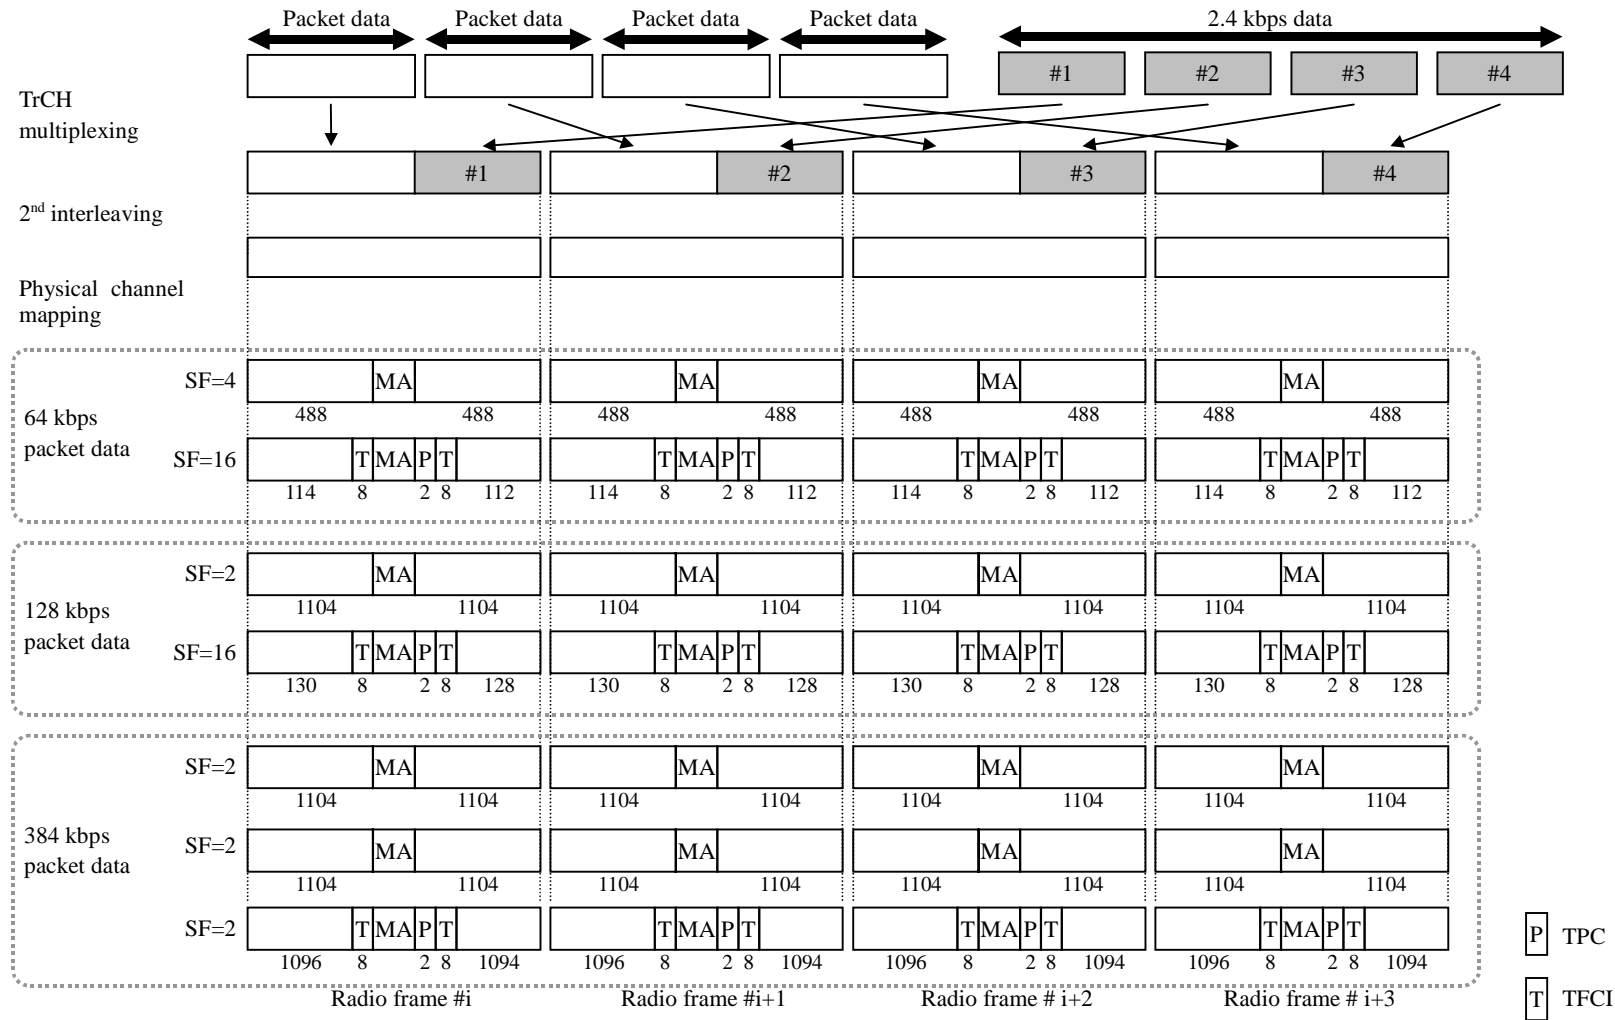 Packet data Packet data Packet data Packet data 2.4 kbps data
#1 #2 #3 #4
TrCH
multiplexing
#1 #2 #3 #4
2nd interleaving
Physical channel
mapping
SF=4 MA MA MA MA
64 kbps
packet data
488 488 488 488 488 488 488 488
SF=16 T MA P T T MA P T T MA P T T MA P T
114 8 2 8 112 114 8 2 8 112 114 8 2 8 112 114 8 2 8 112
SF=2 MA MA MA MA
128 kbps
packet data
1104 1104 1104 1104 1104 1104 1104 1104
SF=16 T MA P T T MA P T T MA P T T MA P T
130 8 2 8 128 130 8 2 8 128 130 8 2 8 128 130 8 2 8 128
SF=2 MA MA MA MA
1104 1104 1104 1104 1104 1104 1104 1104
384 kbps
packet data
SF=2 MA MA MA MA
1104 1104 1104 1104 1104 1104 1104 1104
SF=2 T MA P T T MA P T T MA P T T MA P T
1096 8 2 8 1094 1096 8 2 8 1094 1096 8 2 8 1094 1096 8 2 8 1094
P TPC
Radio frame #i Radio frame #i+1 Radio frame # i+2 Radio frame # i+3
T TFCI